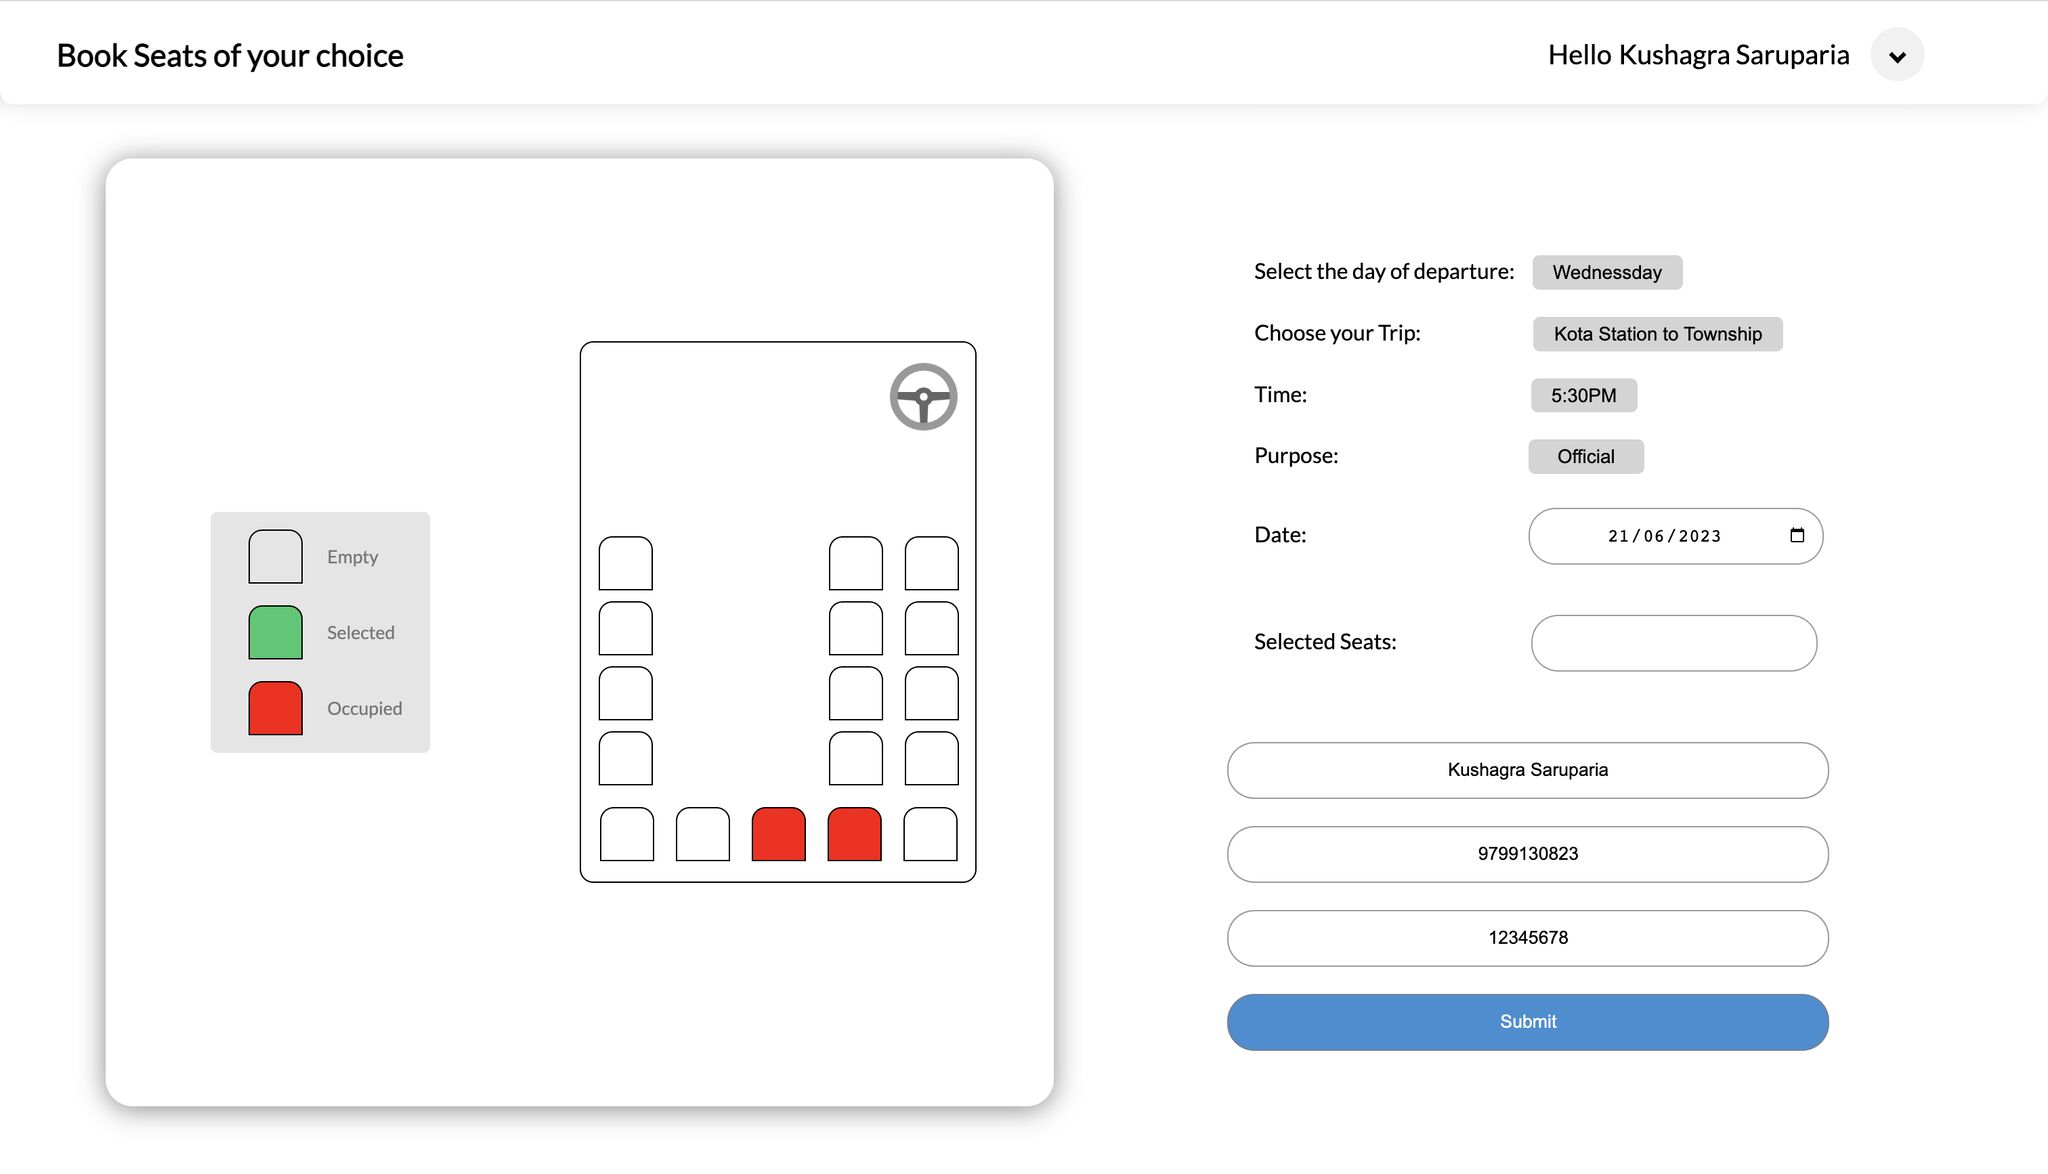 Book Seats of your choice
Hello Kushagra Saruparia
Empty
Selected
Occupied
Select the day of departure: Wednessday
Choose your Trip: Kota Station to Township
Time: 5:30PM
Purpose: Official
Date: 21/06/2023
Selected Seats:
Kushagra Saruparia
9799130823
12345678
Submit